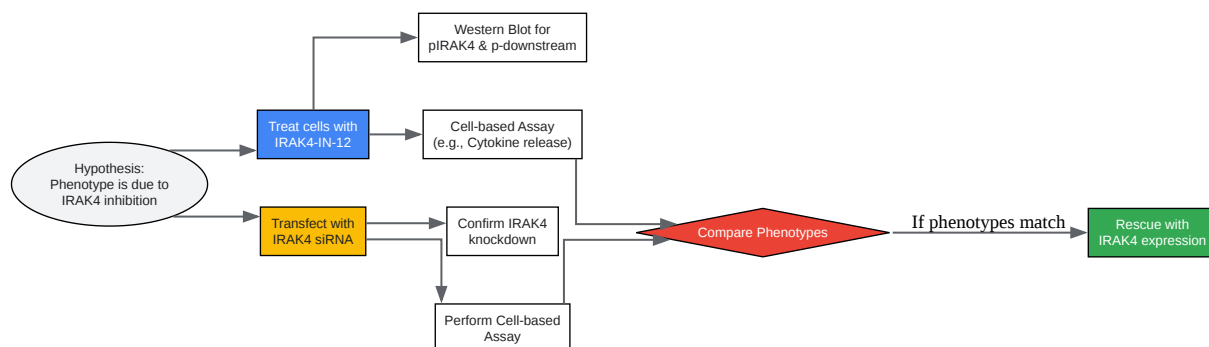 Western Blot for
pIRAK4 & p-downstream
Treat cells with
IRAK4-IN-12
Cell-based Assay
(e.g., Cytokine release)
Hypothesis:
Phenotype is due to
IRAK4 inhibition
Transfect with
IRAK4 siRNA
Confirm IRAK4
knockdown
Compare Phenotypes
If phenotypes match
Rescue with
IRAK4 expression
Perform Cell-based
Assay